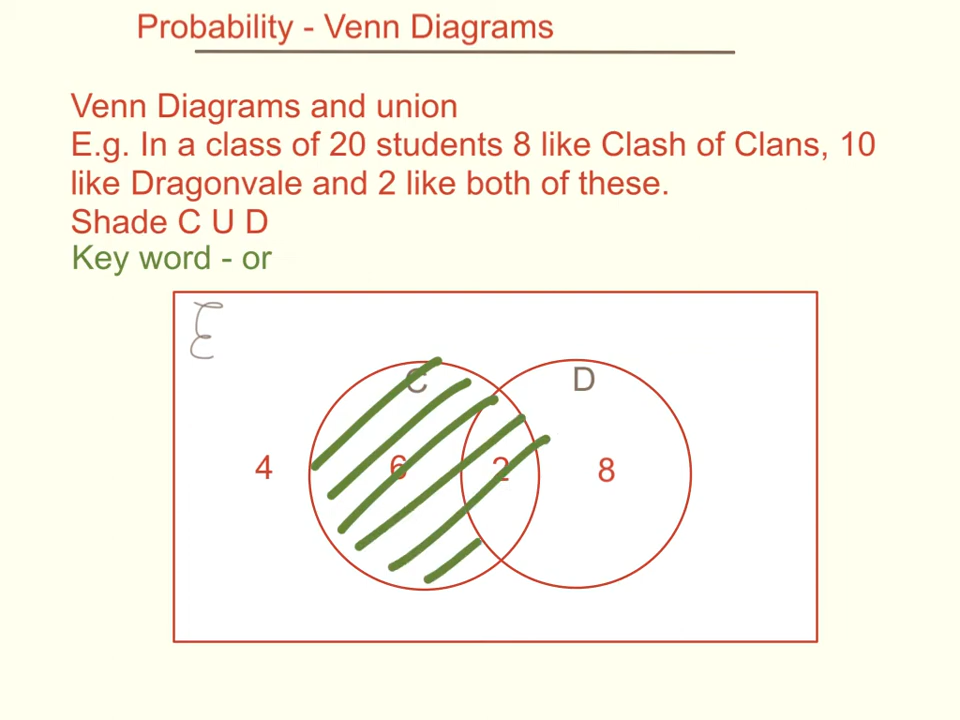 Probability - Venn Diagrams
Venn Diagrams and union
E.g. In a class of 20 students 8 like Clash of Clans, 10
like Dragonvale and 2 like both of these.
Shade C U D
Key word - or
ξ
C D
4 6 2 8